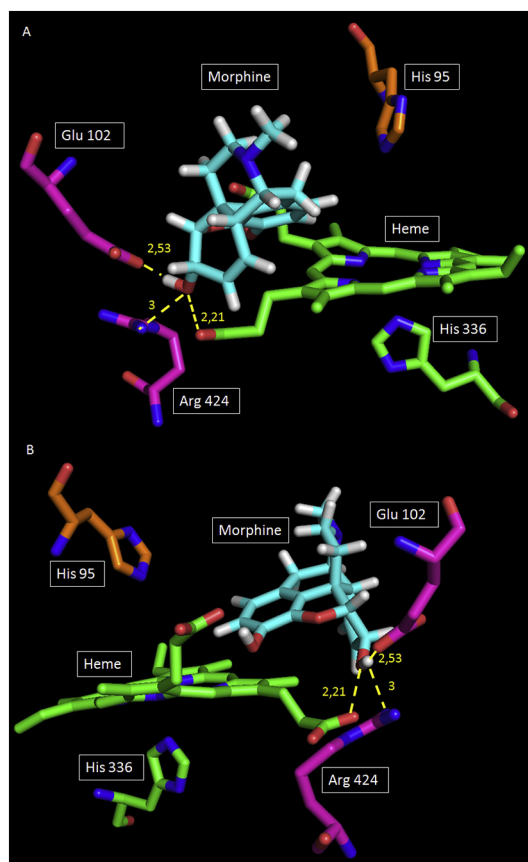 A
Morphine
His 95
Glu 102
2,53
Heme
3
2,21
His 336
Arg 424
B
Glu 102
Morphine
His 95
2,53
Heme
2,21
3
His 336
Arg 424